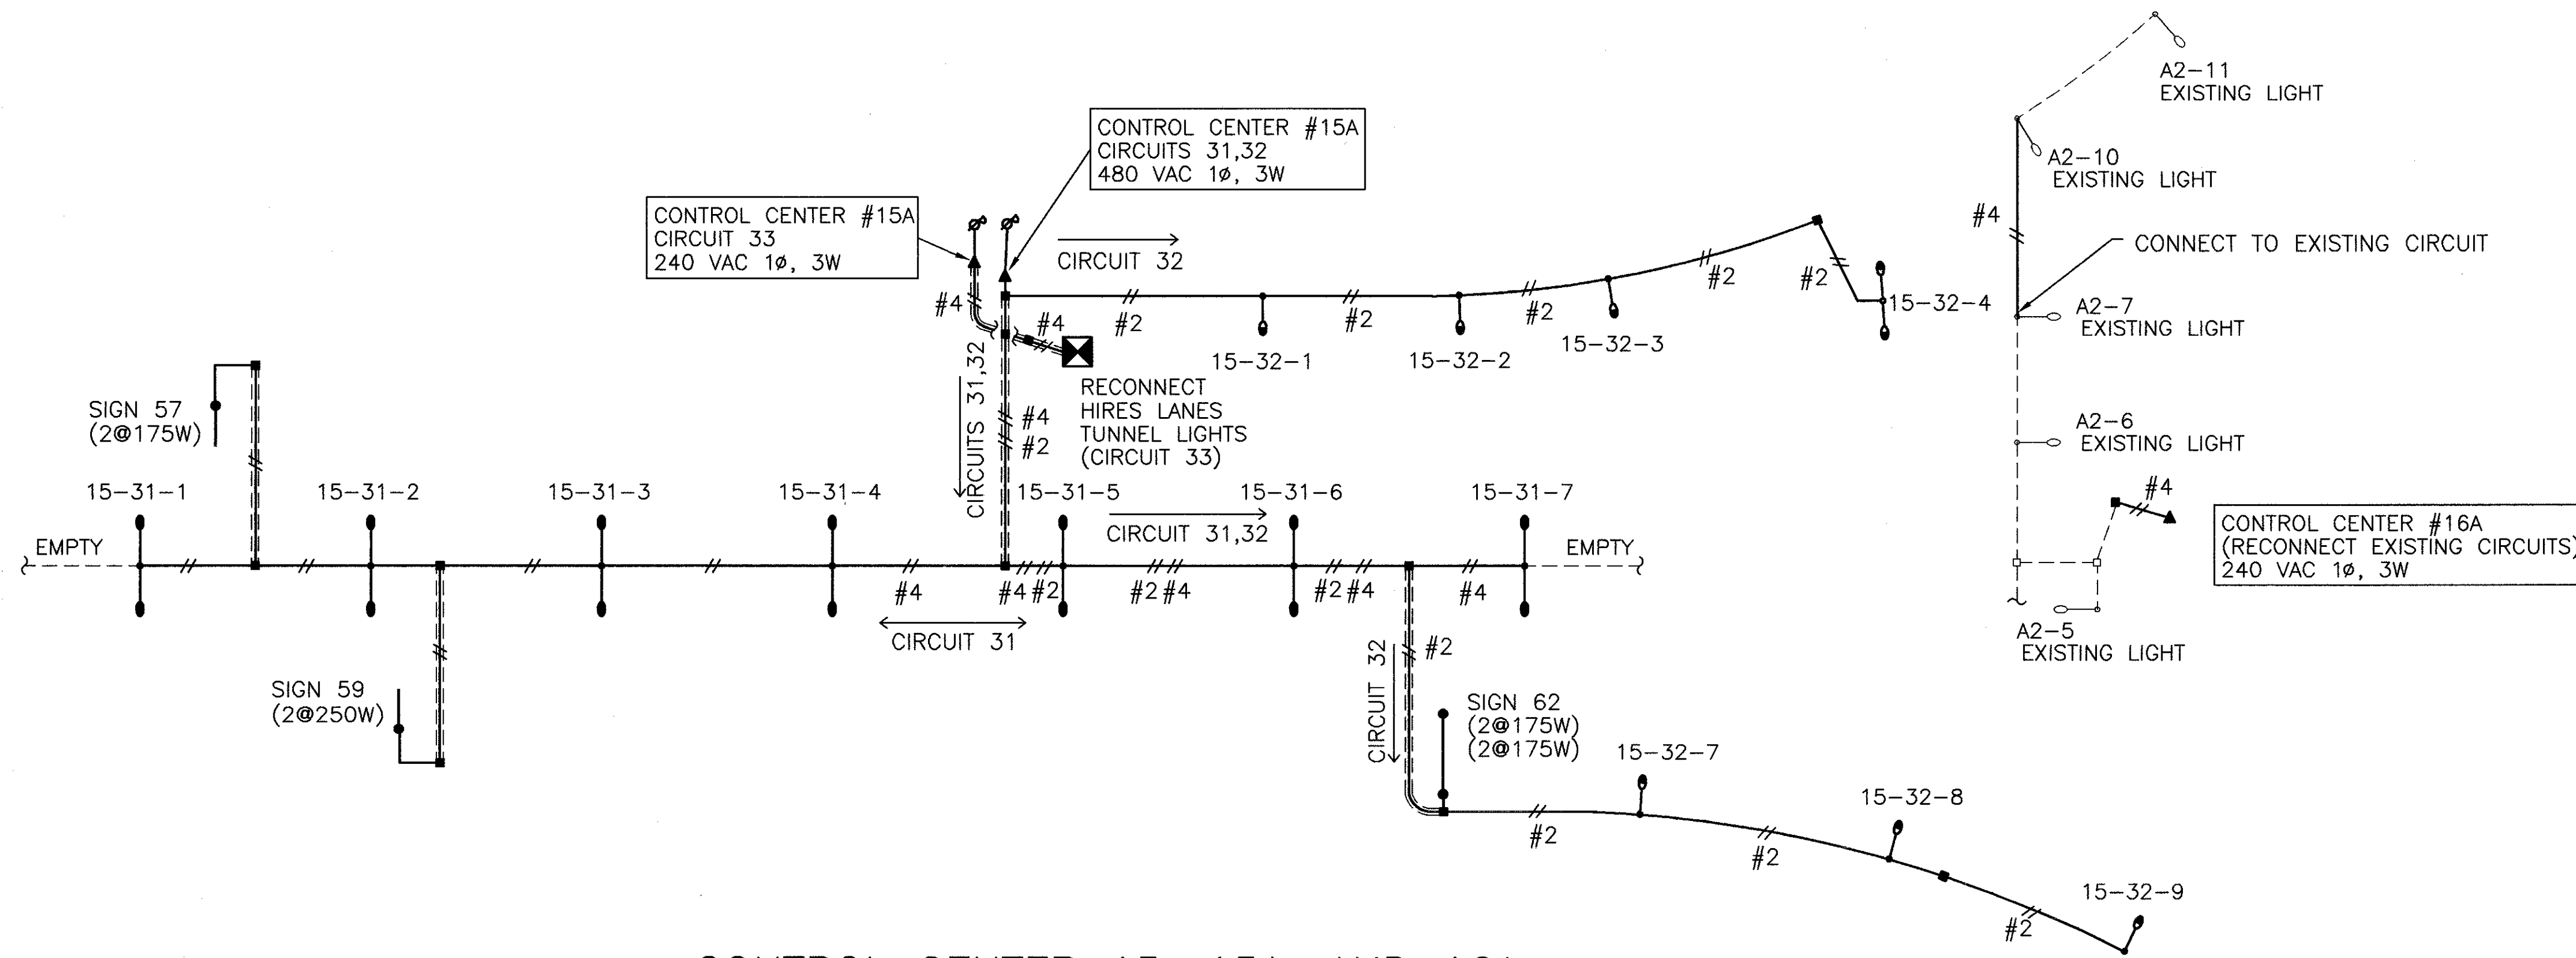 A2-11
EXISTING LIGHT
CONTROL CENTER #15A
CIRCUITS 31,32
480 VAC 1ø, 3W
A2-10
EXISTING LIGHT
CONTROL CENTER #15A
CIRCUIT 33
240 VAC 1ø, 3W
CIRCUIT 32
#4
CONNECT TO EXISTING CIRCUIT
#4
#2
#2
#2
#2
#2
15-32-4
A2-7
EXISTING LIGHT
#4
15-32-1
15-32-2
15-32-3
RECONNECT
HIRES LANES
TUNNEL LIGHTS
(CIRCUIT 33)
CIRCUITS 31,32
#4
#2
SIGN 57
(2@175W)
A2-6
EXISTING LIGHT
15-31-1
15-31-2
15-31-3
15-31-4
15-31-5
15-31-6
15-31-7
#4
CIRCUIT 31,32
CONTROL CENTER #16A
(RECONNECT EXISTING CIRCUITS)
240 VAC 1ø, 3W
EMPTY
EMPTY
#4
#4 #2
#2 #4
#2 #4
#4
CIRCUIT 31
A2-5
EXISTING LIGHT
CIRCUIT 32
#2
SIGN 59
(2@250W)
SIGN 62
(2@175W)
(2@175W)
15-32-7
15-32-8
#2
#2
15-32-9
#2